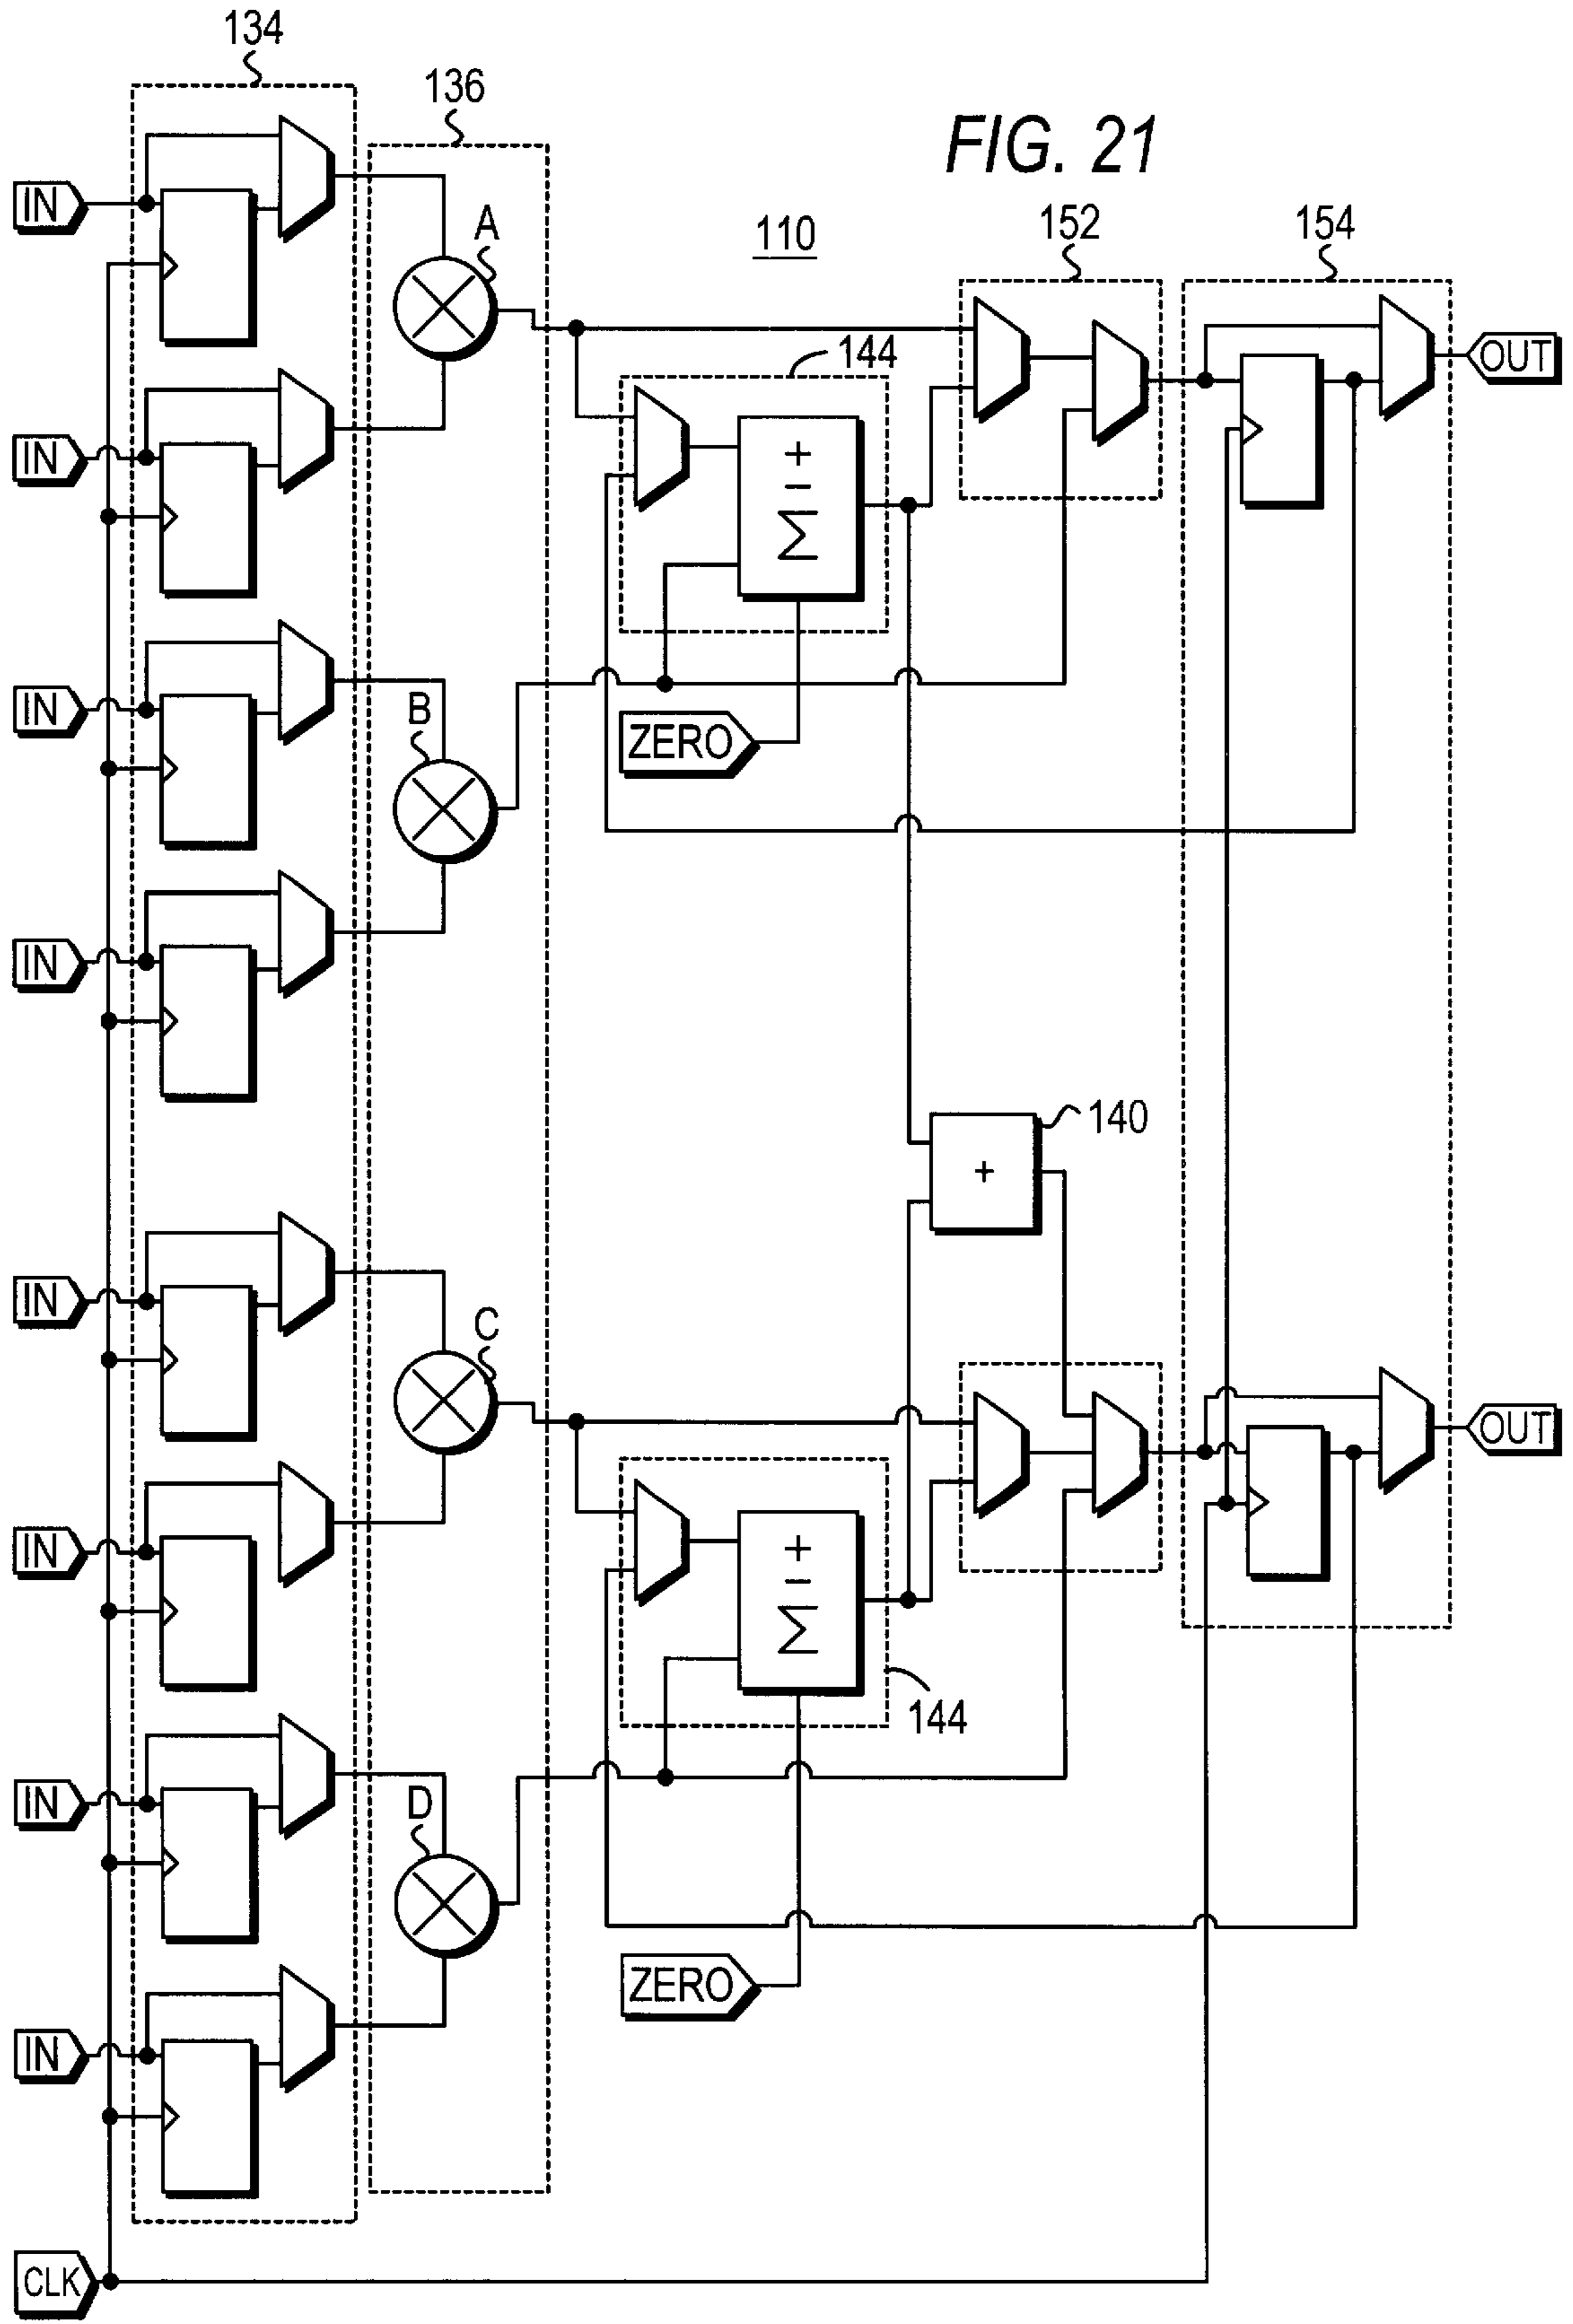 134
136
FIG. 21
IN
A
110
152
154
144
OUT
IN
+
−
Σ
IN
B
ZERO
IN
140
+
IN
C
OUT
IN
+
−
Σ
144
IN
D
ZERO
IN
CLK